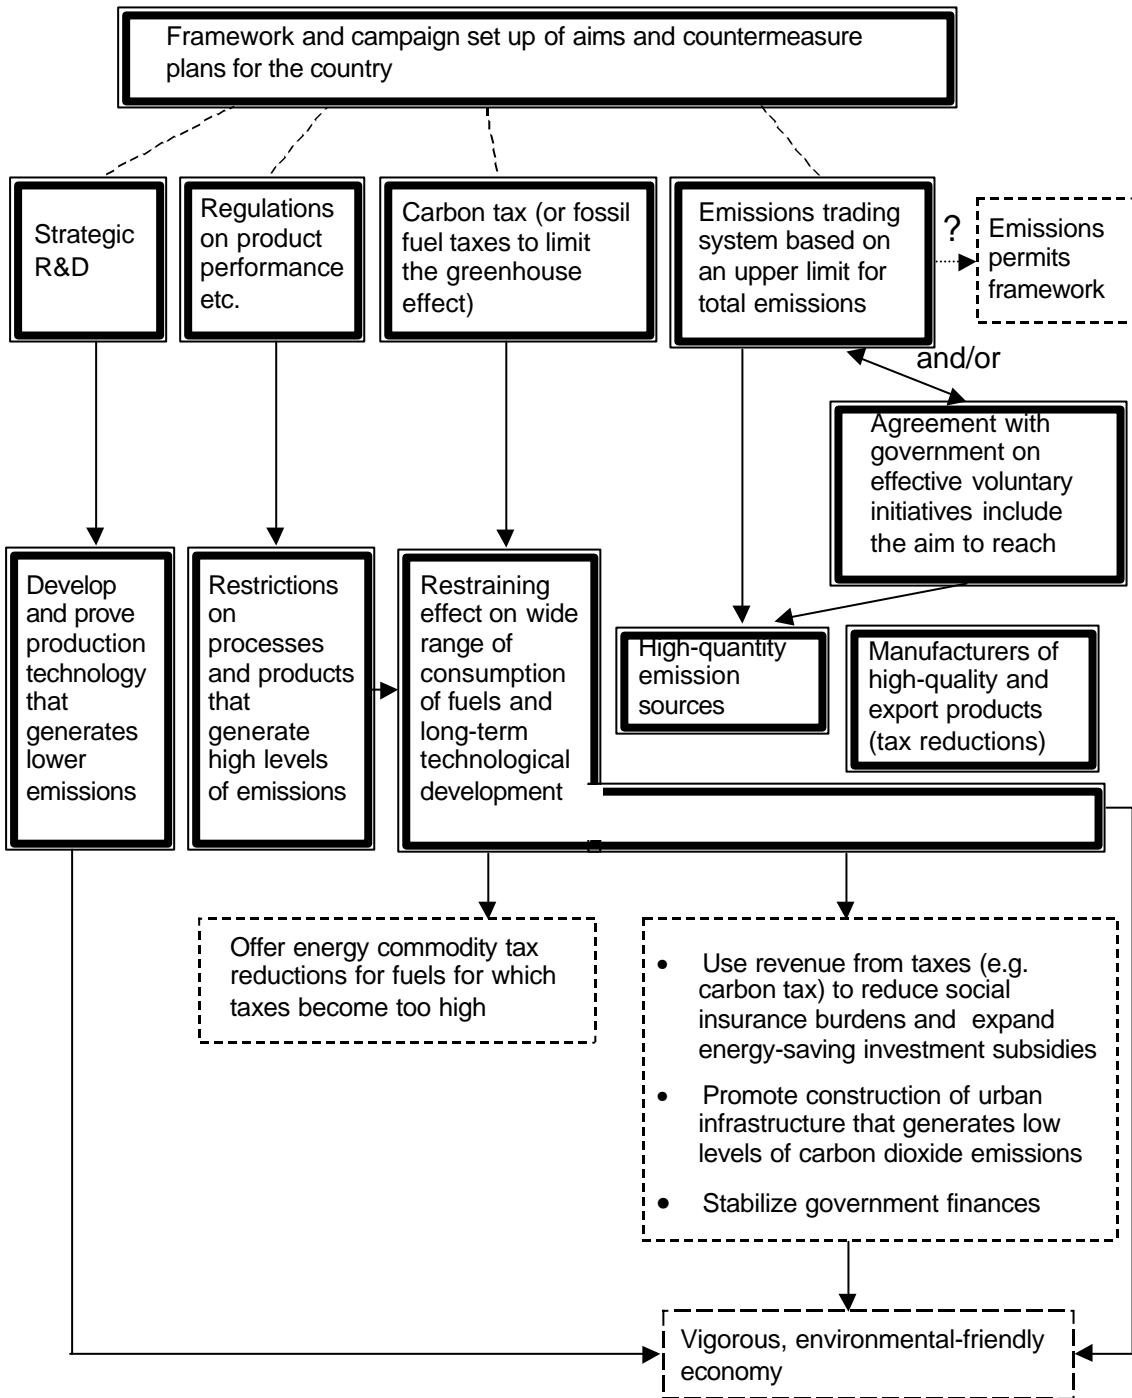 Framework and campaign set up of aims and countermeasure
plans for the country
Strategic
R&D
Regulations
on product
performance
etc.
Carbon tax (or fossil
fuel taxes to limit
the greenhouse
effect)
Emissions trading
system based on
an upper limit for
total emissions
?
Emissions
permits
framework
and/or
Agreement with
government on
effective voluntary
initiatives include
the aim to reach
Develop
and prove
production
technology
that
generates
lower
emissions
Restrictions
on
processes
and products
that
generate
high levels
of emissions
Restraining
effect on wide
range of
consumption
of fuels and
long-term
technological
development
High-quantity
emission
sources
Manufacturers of
high-quality and
export products
(tax reductions)
Offer energy commodity tax
reductions for fuels for which
taxes become too high
• Use revenue from taxes (e.g.
carbon tax) to reduce social
insurance burdens and expand
energy-saving investment subsidies
• Promote construction of urban
infrastructure that generates low
levels of carbon dioxide emissions
• Stabilize government finances
Vigorous, environmental-friendly
economy